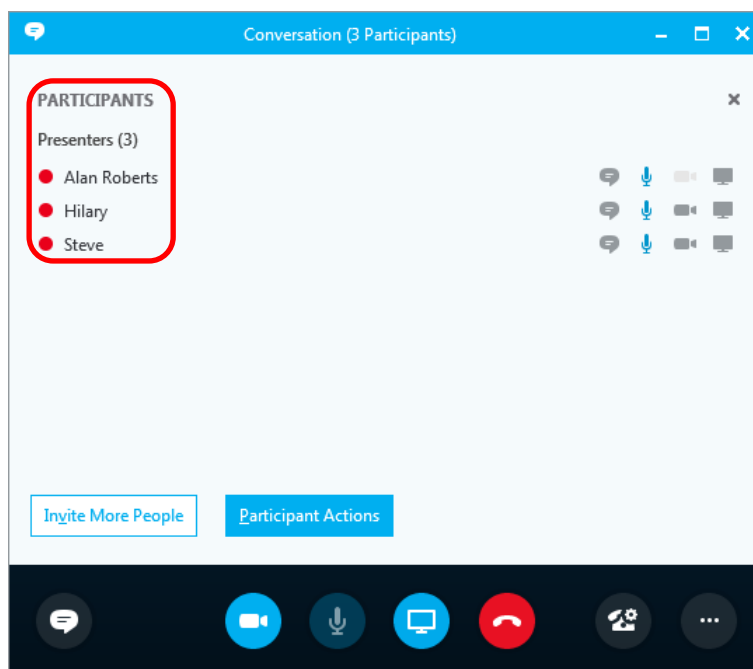 Conversation (3 Participants)
PARTICIPANTS
Presenters (3)
Alan Roberts
Hilary
Steve
Invite More People
Participant Actions